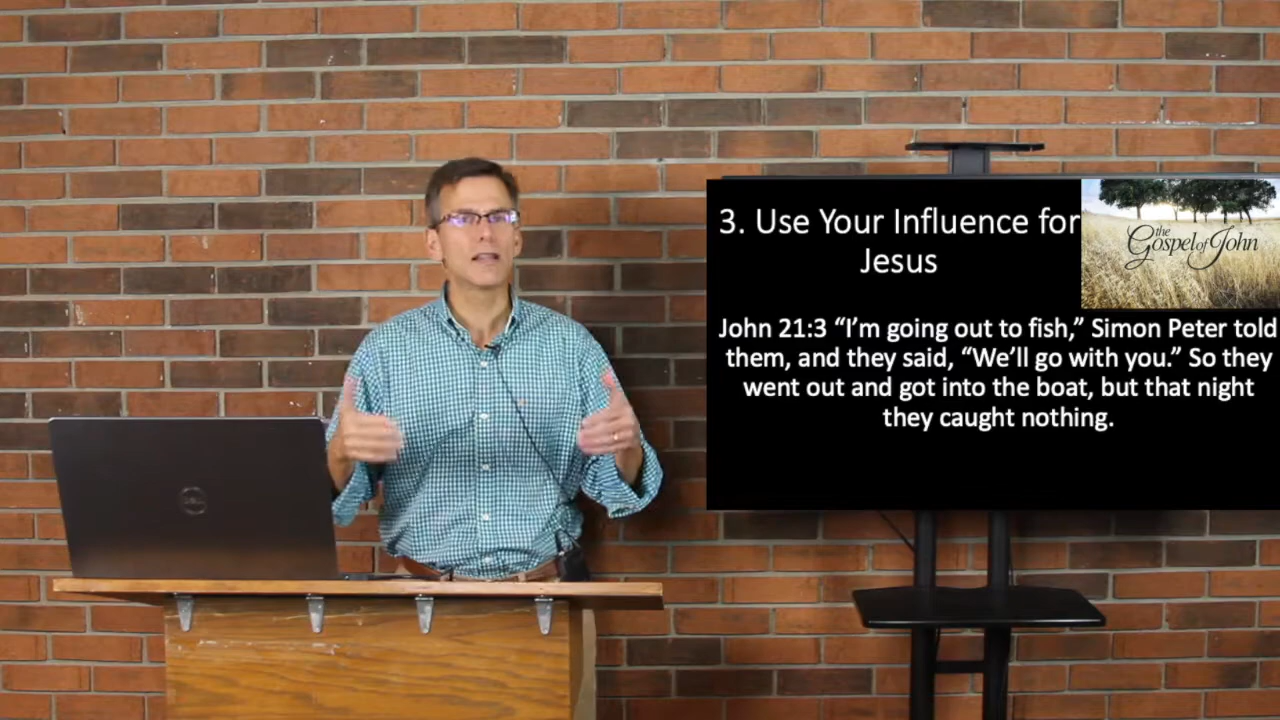 3. Use Your Influence for
Jesus
the
Gospel of John
John 21:3 “I’m going out to fish,” Simon Peter told
them, and they said, “We’ll go with you.” So they
went out and got into the boat, but that night
they caught nothing.
DELL